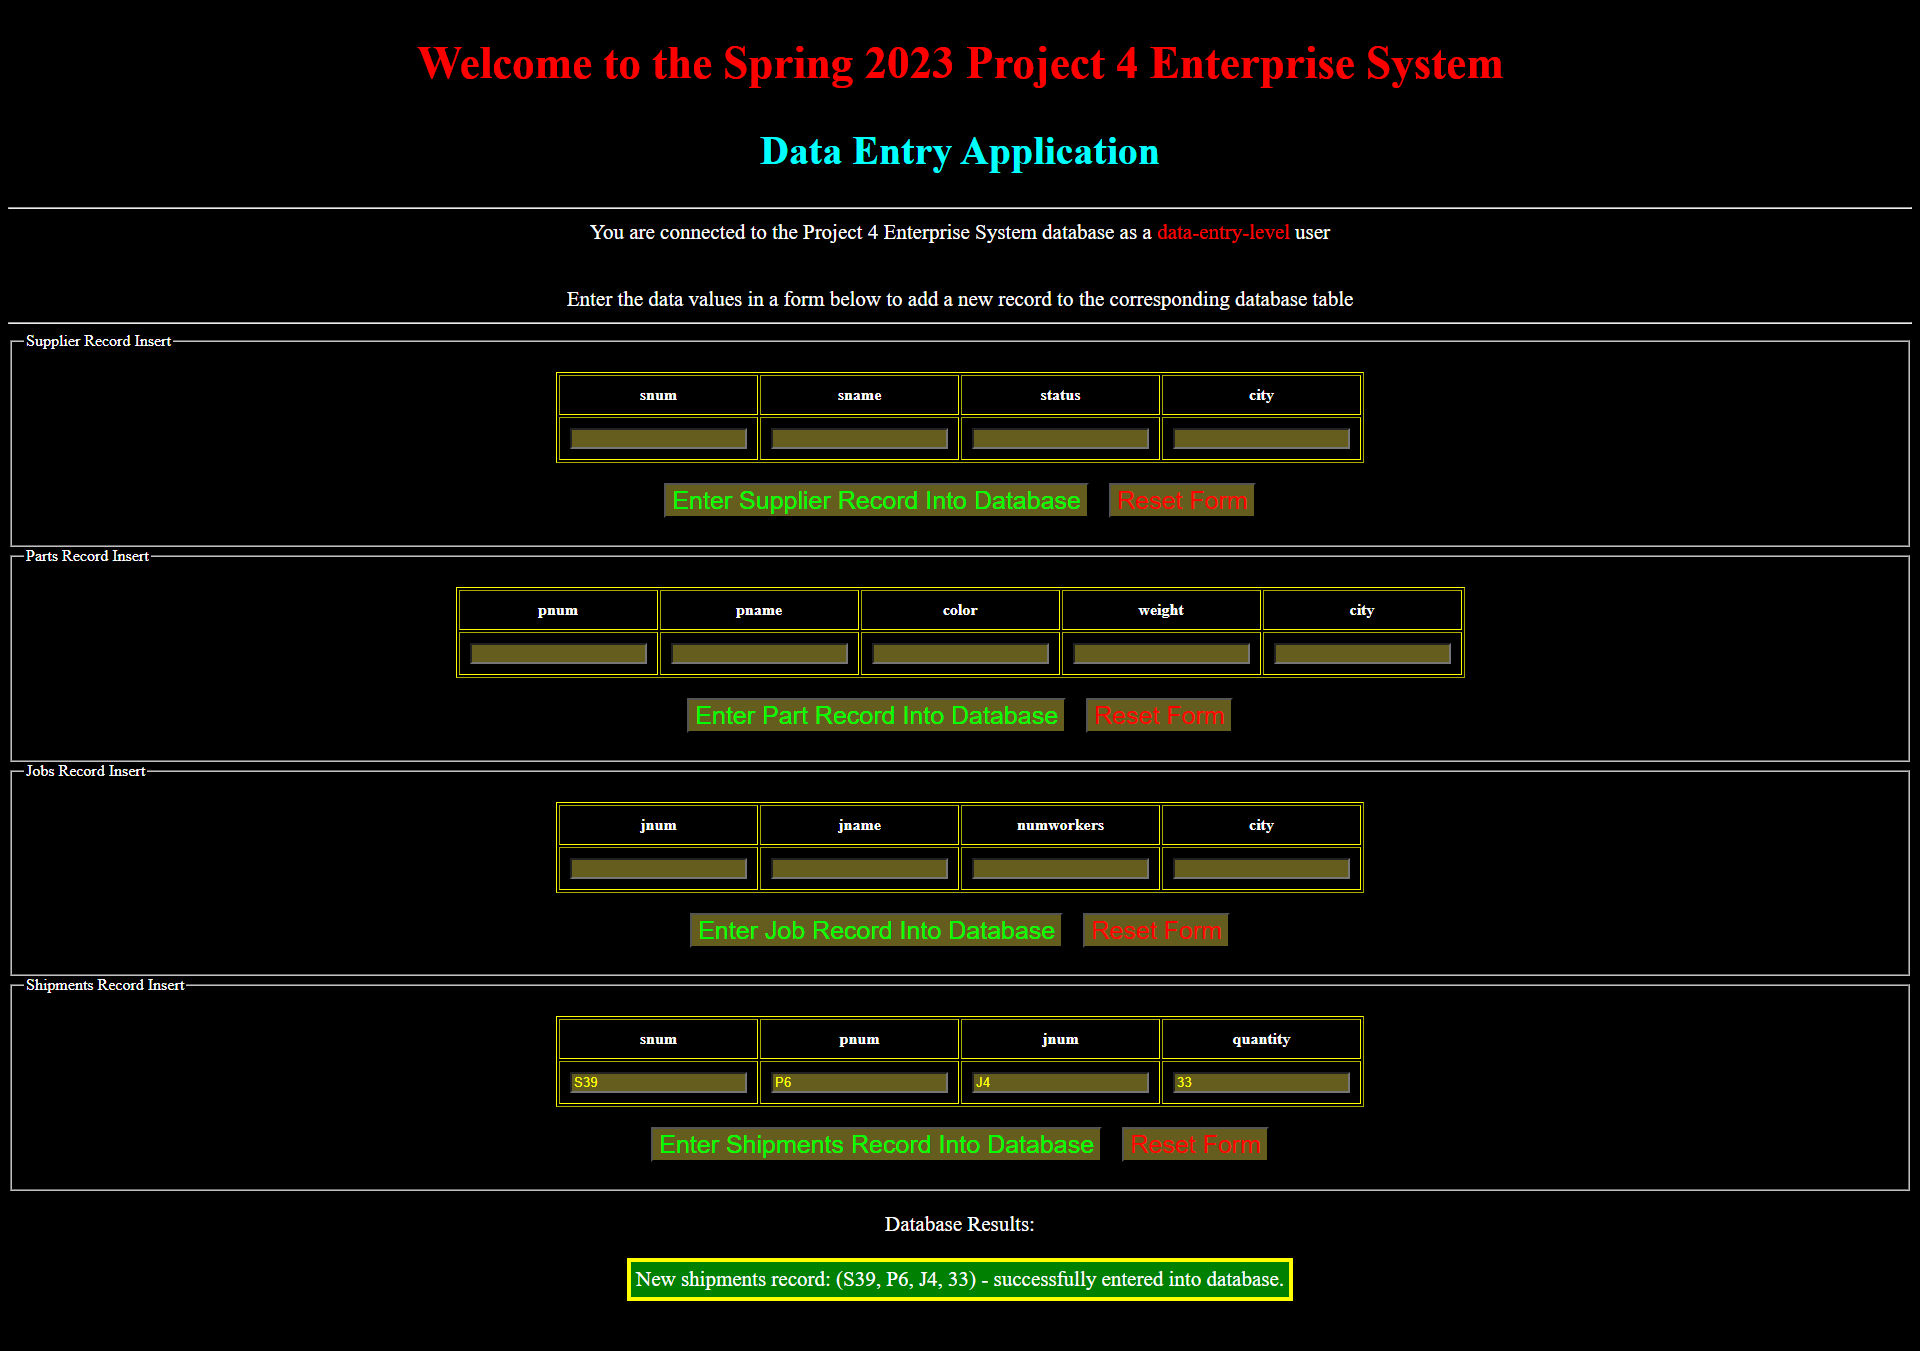 Welcome to the Spring 2023 Project 4 Enterprise System
Data Entry Application
You are connected to the Project 4 Enterprise System database as a data-entry-level user
Enter the data values in a form below to add a new record to the corresponding database table
Supplier Record Insert
snum sname status city
Enter Supplier Record Into Database Reset Form
Parts Record Insert
pnum pname color weight city
Enter Part Record Into Database Reset Form
Jobs Record Insert
jnum jname numworkers city
Enter Job Record Into Database Reset Form
Shipments Record Insert
snum pnum jnum quantity
S39 P6 J4 33
Enter Shipments Record Into Database Reset Form
Database Results:
New shipments record: (S39, P6, J4, 33) - successfully entered into database.